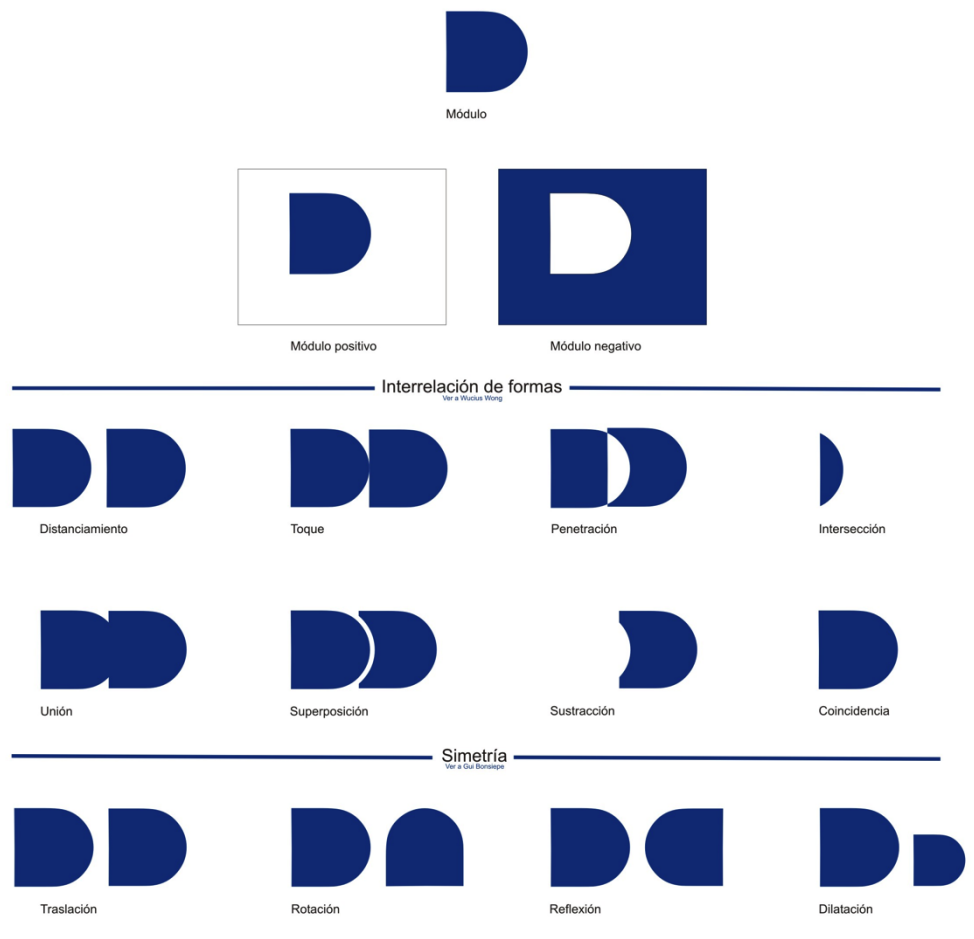 Módulo
Módulo positivo
Módulo negativo
Interrelación de formas
Ver a Wucius Wong
Distanciamiento
Toque
Penetración
Intersección
Unión
Superposición
Sustracción
Coincidencia
Simetría
Ver a Gui Bonsiepe
Traslación
Rotación
Reflexión
Dilatación